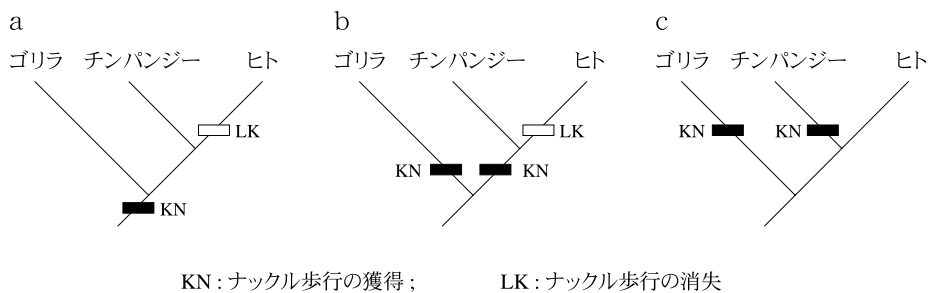 a b c
ゴリラ チンパンジー ヒト ゴリラ チンパンジー ヒト ゴリラ チンパンジー ヒト
LK LK KN KN
KN KN
KN
KN : ナックル歩行の獲得 ; LK : ナックル歩行の消失